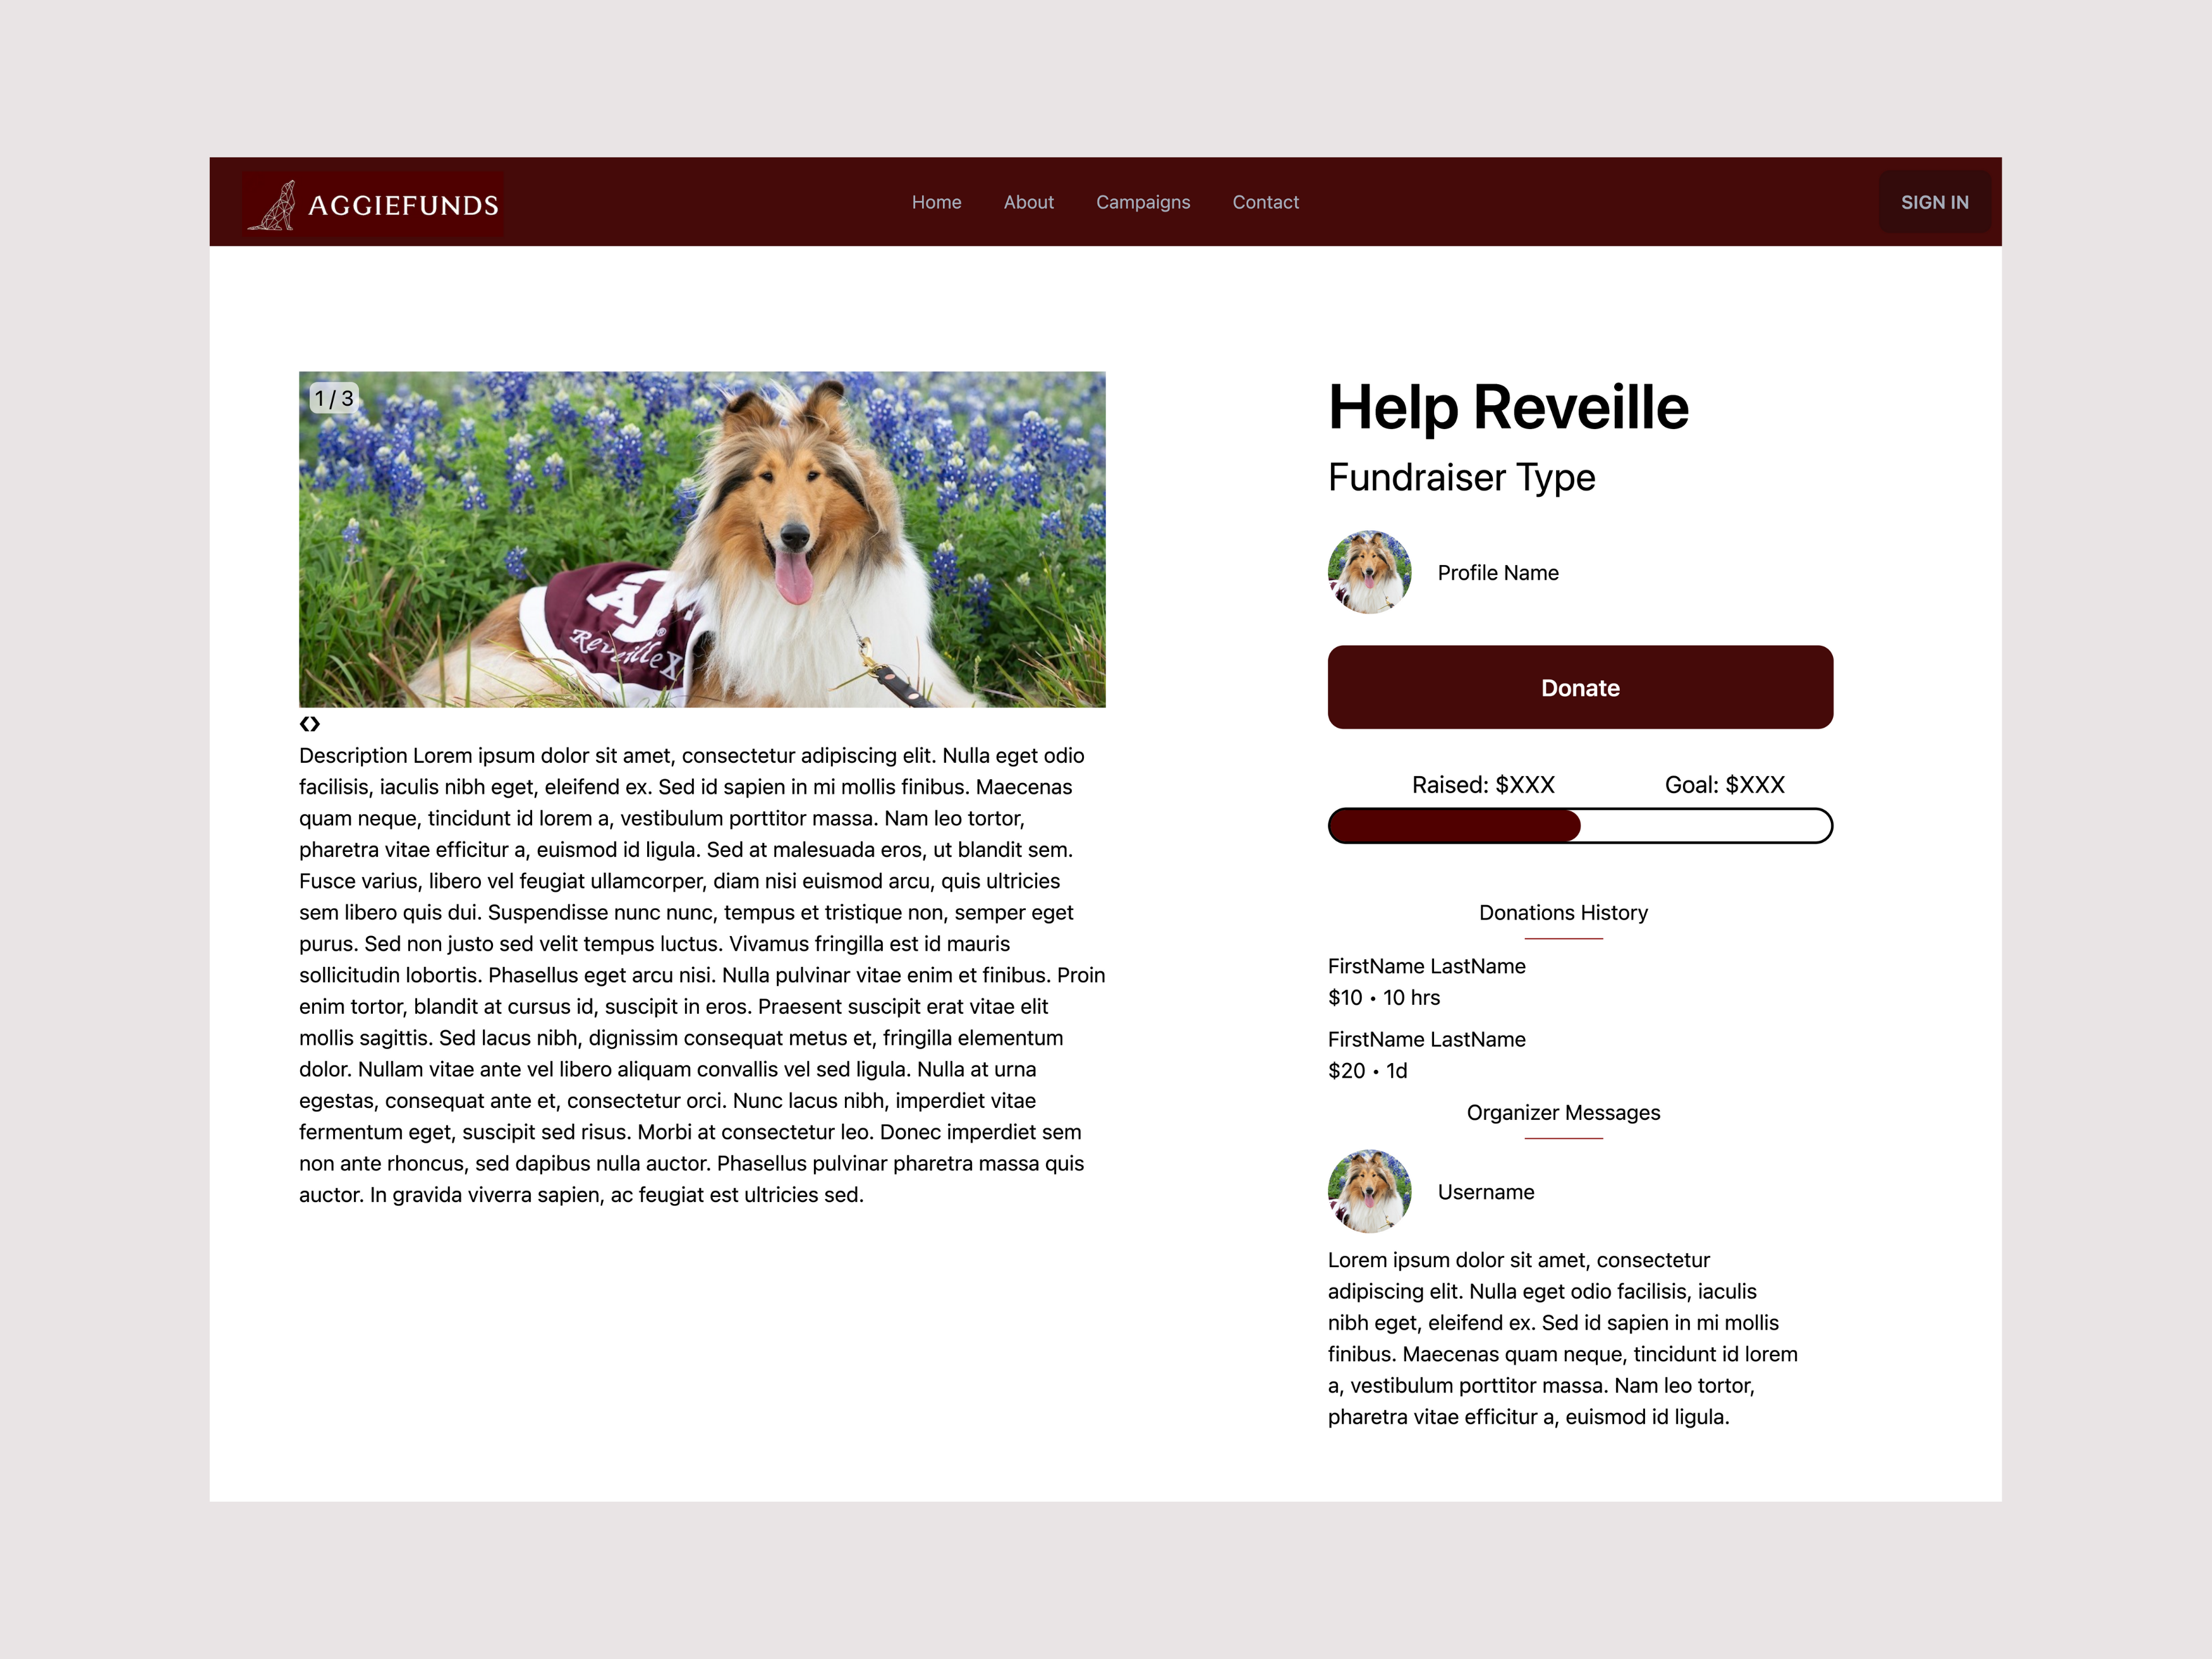 AGGIEFUNDS
Home About Campaigns Contact
SIGN IN
1 / 3
Reveille X
Description Lorem ipsum dolor sit amet, consectetur adipiscing elit. Nulla eget odio
facilisis, iaculis nibh eget, eleifend ex. Sed id sapien in mi mollis finibus. Maecenas
quam neque, tincidunt id lorem a, vestibulum porttitor massa. Nam leo tortor,
pharetra vitae efficitur a, euismod id ligula. Sed at malesuada eros, ut blandit sem.
Fusce varius, libero vel feugiat ullamcorper, diam nisi euismod arcu, quis ultricies
sem libero quis dui. Suspendisse nunc nunc, tempus et tristique non, semper eget
purus. Sed non justo sed velit tempus luctus. Vivamus fringilla est id mauris
sollicitudin lobortis. Phasellus eget arcu nisi. Nulla pulvinar vitae enim et finibus. Proin
enim tortor, blandit at cursus id, suscipit in eros. Praesent suscipit erat vitae elit
mollis sagittis. Sed lacus nibh, dignissim consequat metus et, fringilla elementum
dolor. Nullam vitae ante vel libero aliquam convallis vel sed ligula. Nulla at urna
egestas, consequat ante et, consectetur orci. Nunc lacus nibh, imperdiet vitae
fermentum eget, suscipit sed risus. Morbi at consectetur leo. Donec imperdiet sem
non ante rhoncus, sed dapibus nulla auctor. Phasellus pulvinar pharetra massa quis
auctor. In gravida viverra sapien, ac feugiat est ultricies sed.
Help Reveille
Fundraiser Type
Profile Name
Donate
Raised: $XXX Goal: $XXX
Donations History
FirstName LastName
$10 • 10 hrs
FirstName LastName
$20 • 1d
Organizer Messages
Username
Lorem ipsum dolor sit amet, consectetur
adipiscing elit. Nulla eget odio facilisis, iaculis
nibh eget, eleifend ex. Sed id sapien in mi mollis
finibus. Maecenas quam neque, tincidunt id lorem
a, vestibulum porttitor massa. Nam leo tortor,
pharetra vitae efficitur a, euismod id ligula.